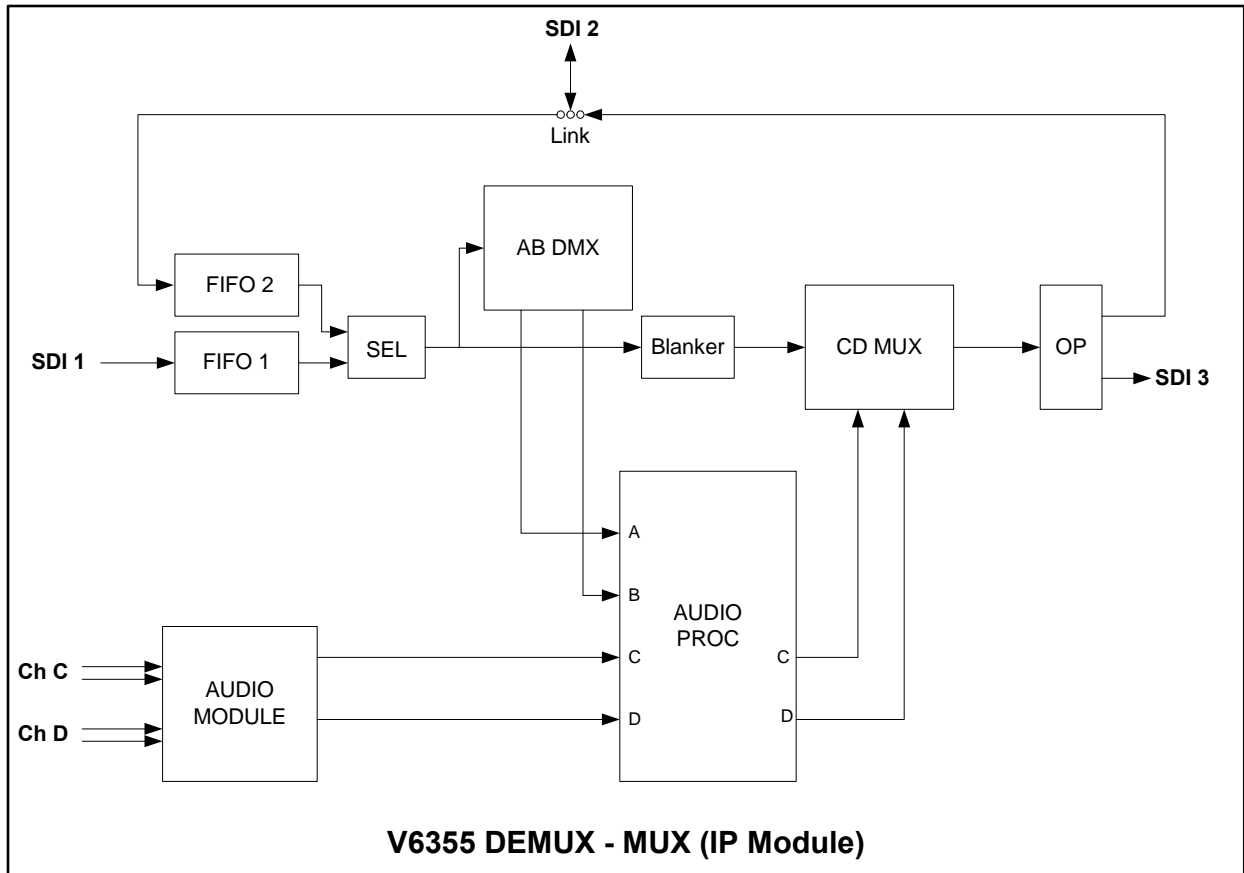 SDI 2
Link
AB DMX
FIFO 2
SDI 1
FIFO 1
SEL
Blanker
CD MUX
OP
SDI 3
A
B
C
D
AUDIO
PROC
C
D
Ch C
Ch D
AUDIO
MODULE
V6355 DEMUX - MUX (IP Module)